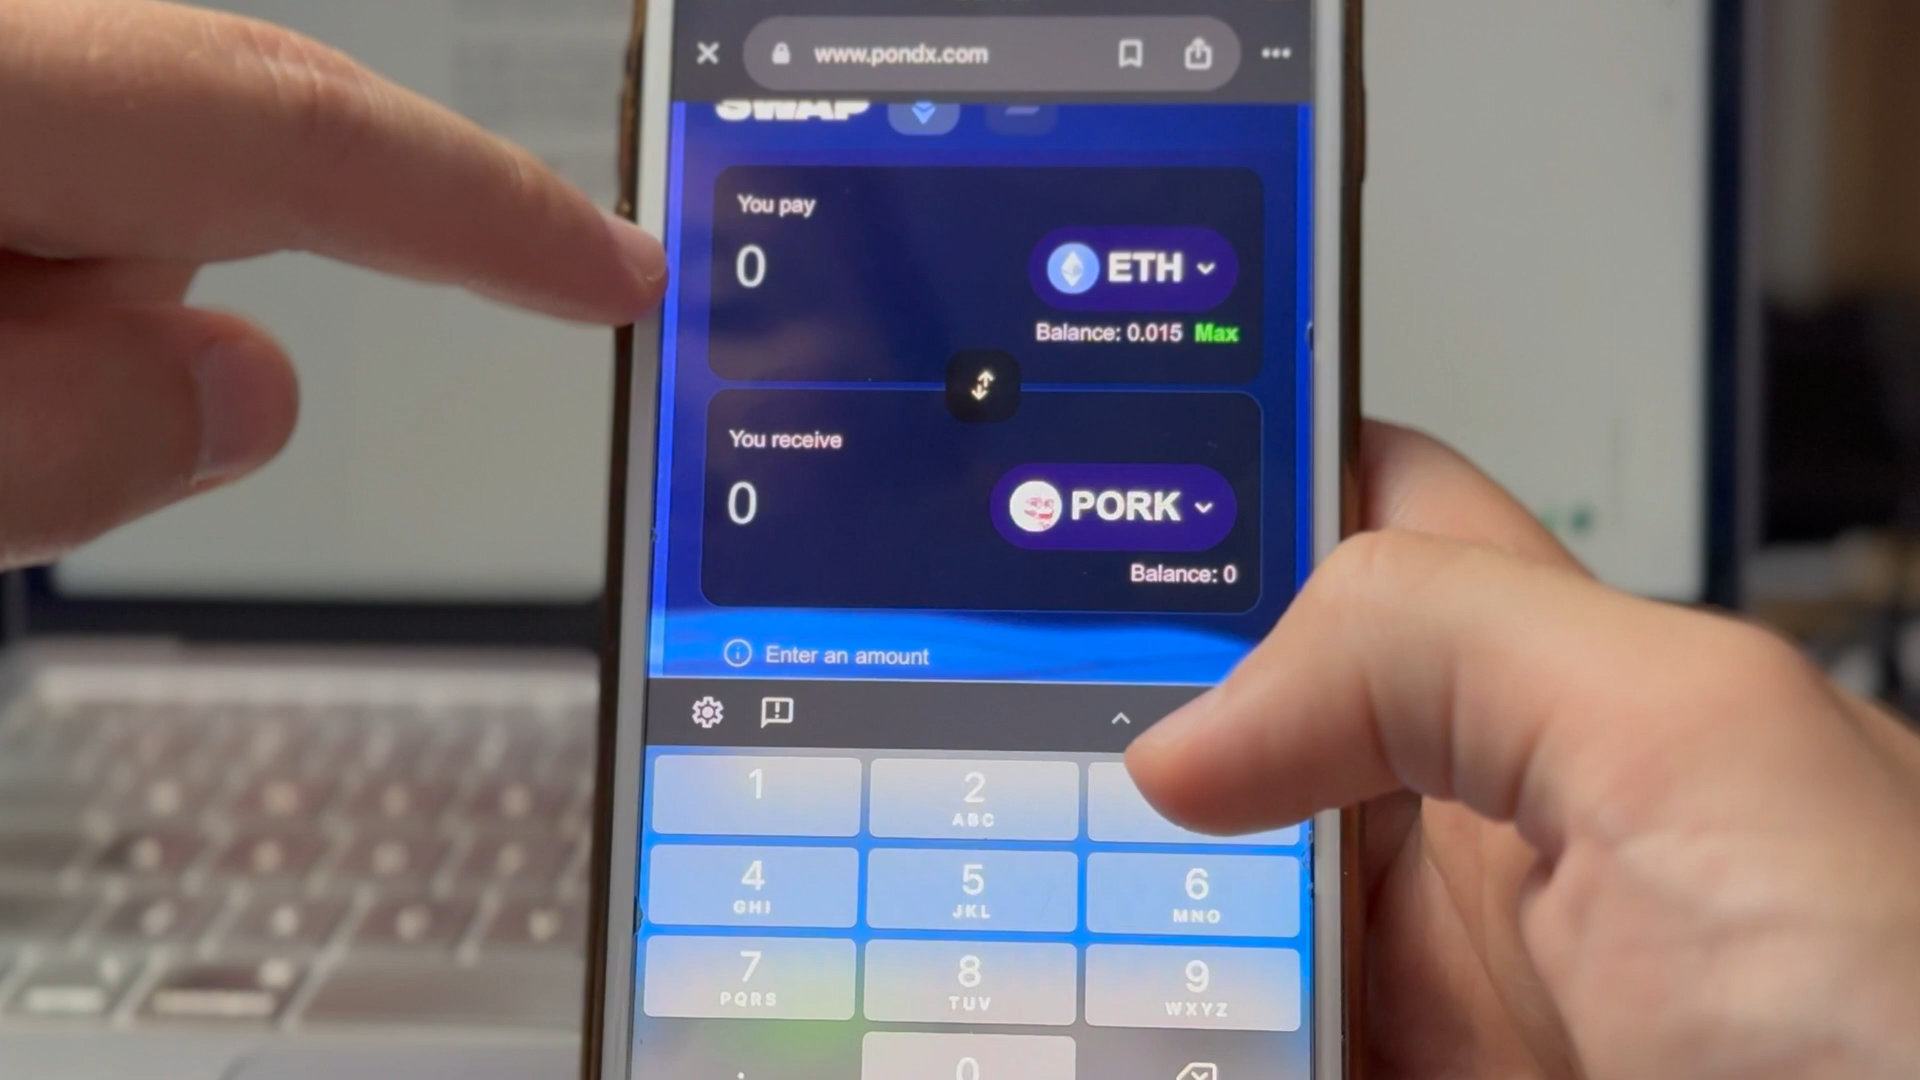 www.pondx.com
SWAP
You pay
0
ETH
Balance: 0.015 Max
You receive
0
PORK
Balance: 0
Enter an amount
1
2
ABC
4
GHI
5
JKL
6
MNO
7
PQRS
8
TUV
9
WXYZ
.
0